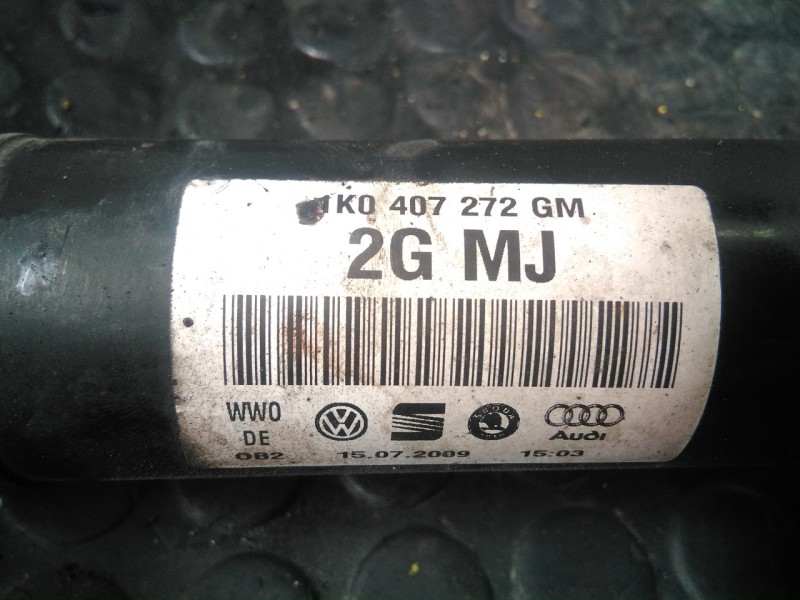 1K0 407 272 GM
2G MJ
WW0
DE
OB2 15.07.2009 15:03
SKODA
Audi